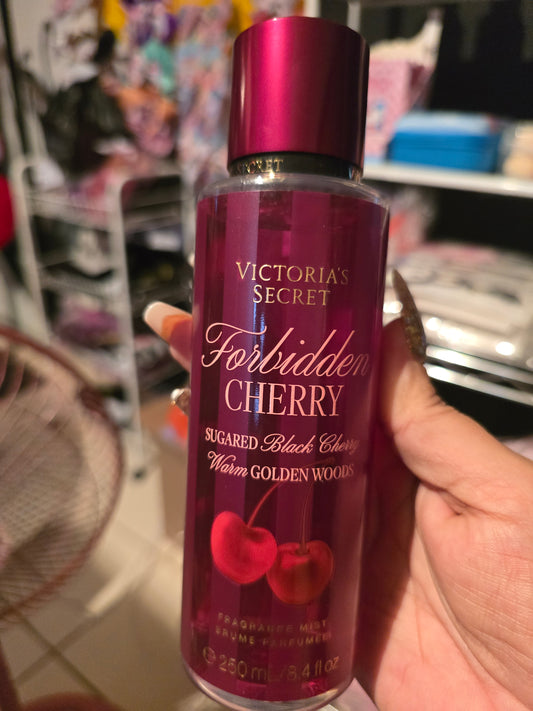 CRET
VICTORIA'S
SECRET
Forbidden
CHERRY
SUGARED Black Cherry
Warm GOLDEN WOODS
FRAGRANCE MIST
BRUME PARFUMÉE
℮ 250 mL/8.4 fl oz